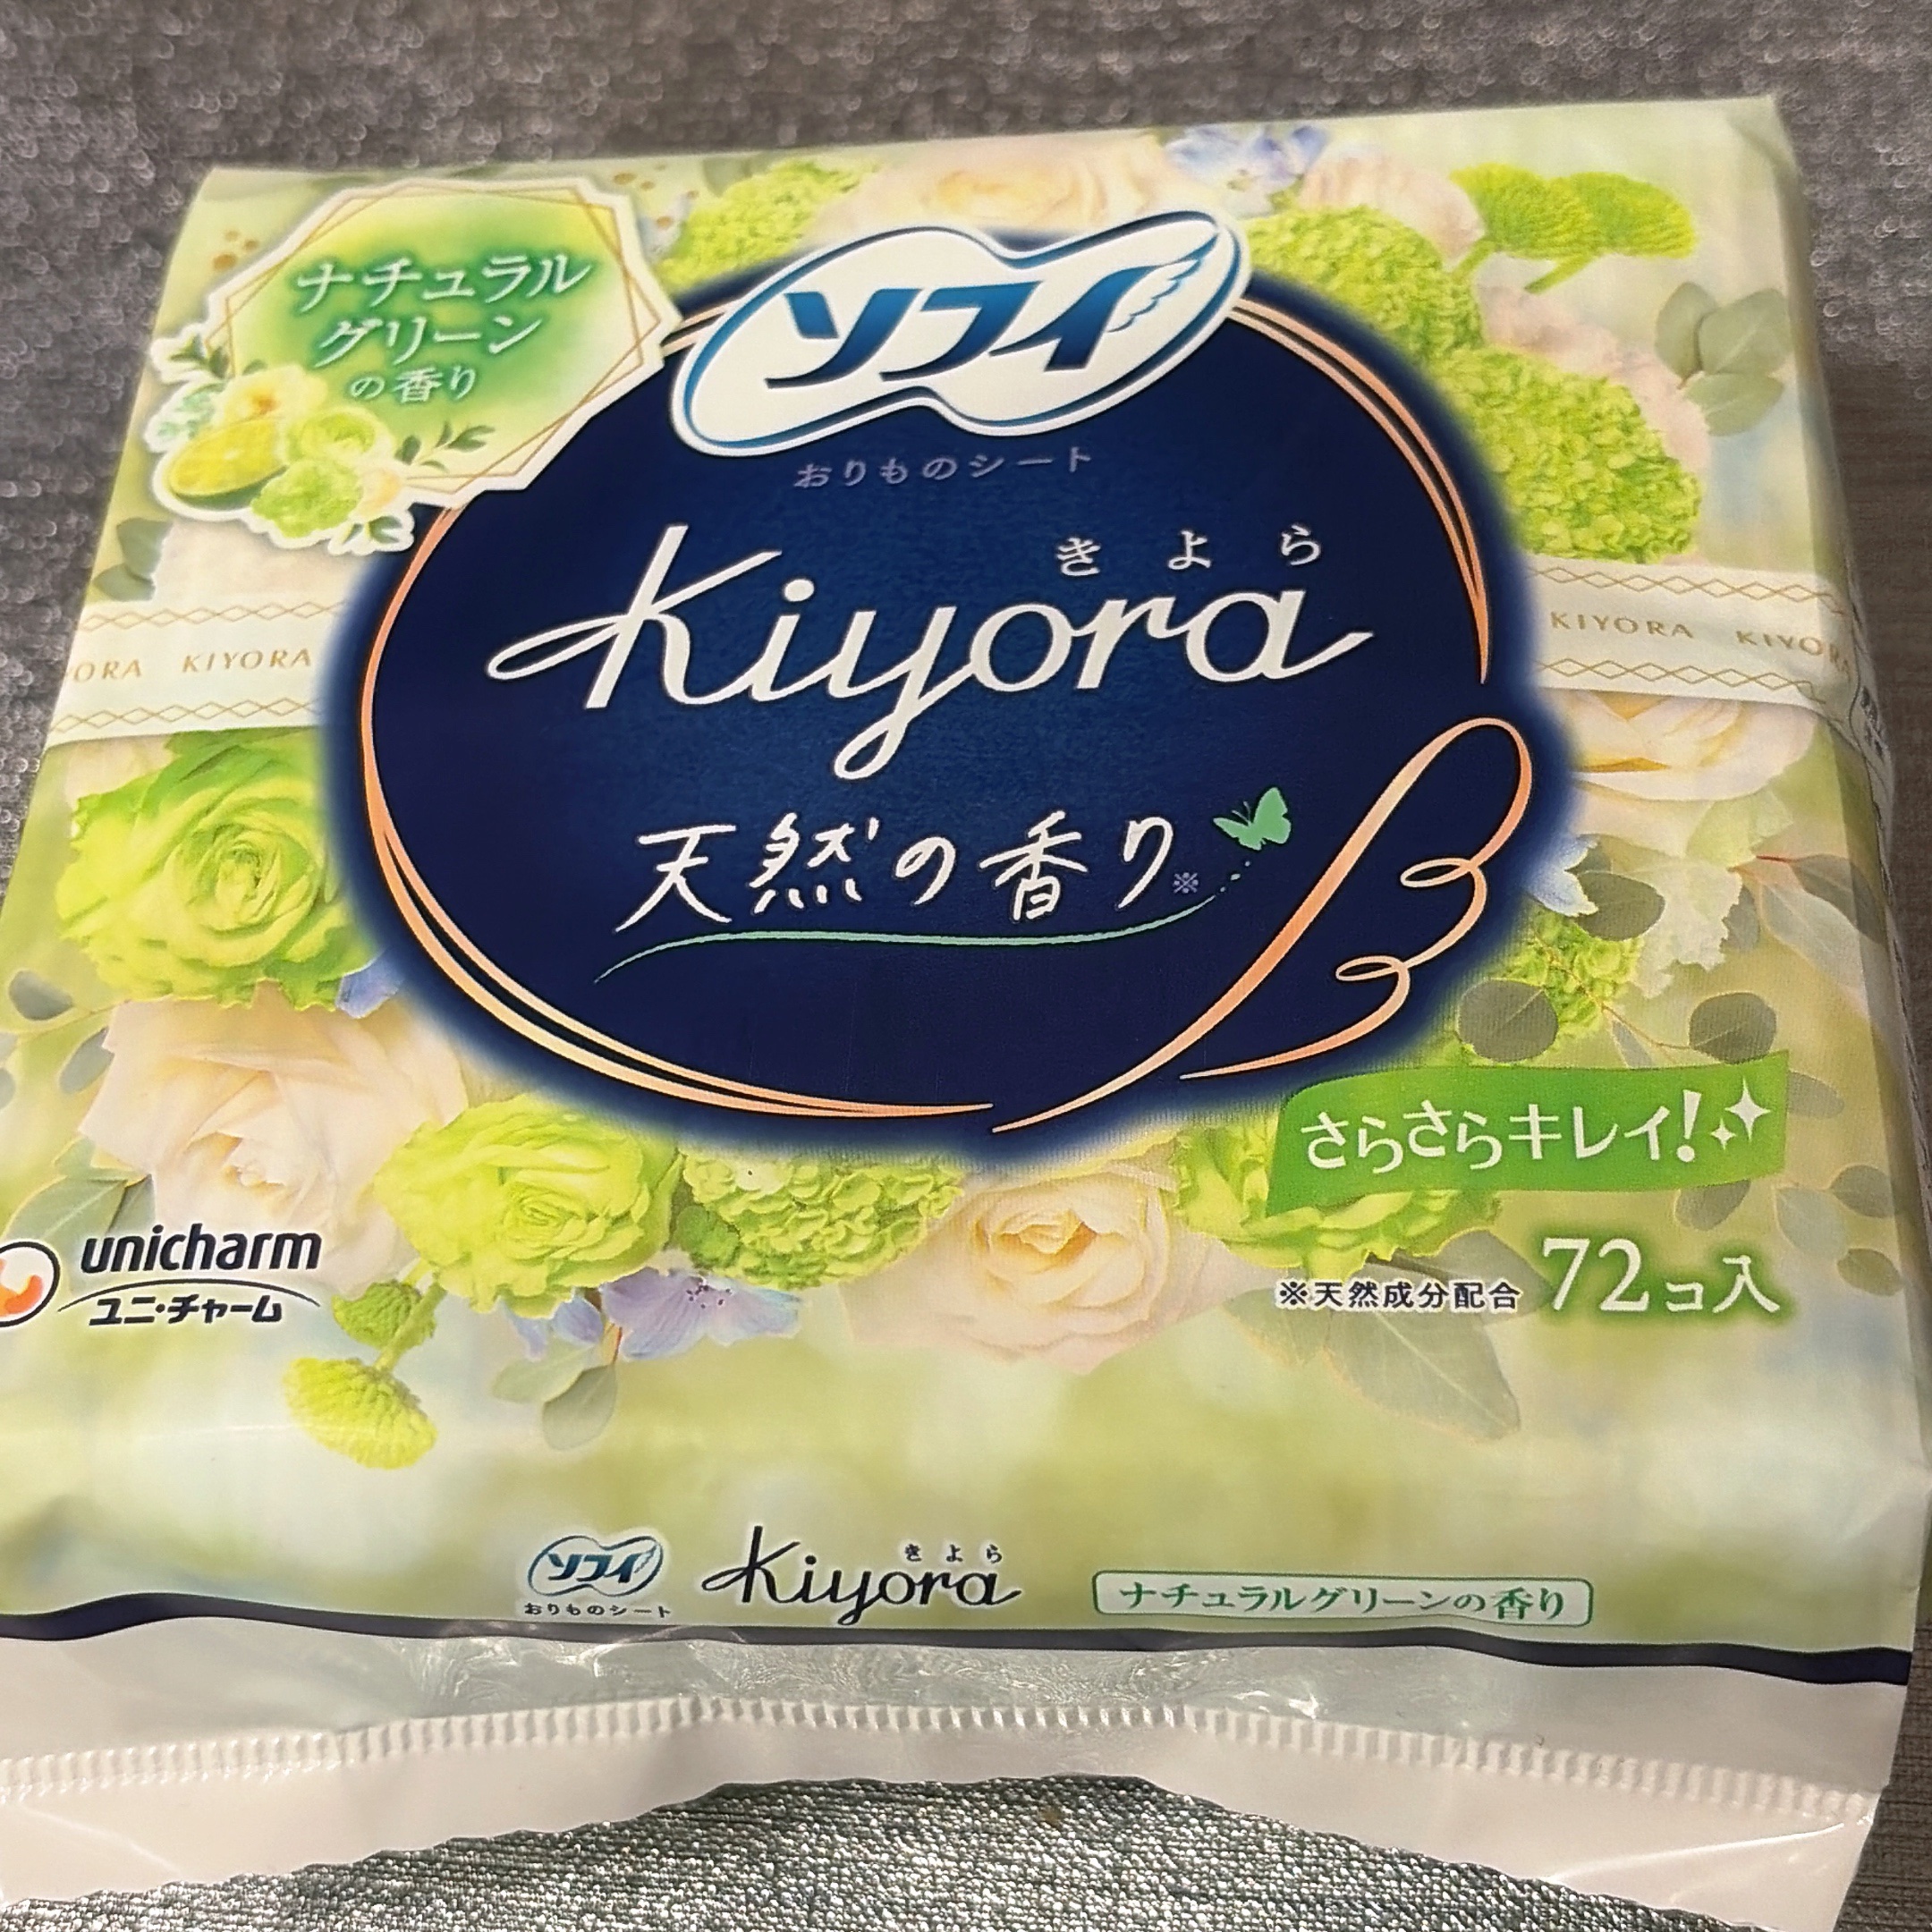 ナチュラル
グリーン
の香り
ソフィ
おりものシート
きよら
Kiyora
KIYORA
KIYORA KIYORA
天然の香り※
さらさらキレイ!
unicharm
ユニ・チャーム
※天然成分配合 72コ入
ソフィ
おりものシート
きよら
Kiyora
ナチュラルグリーンの香り